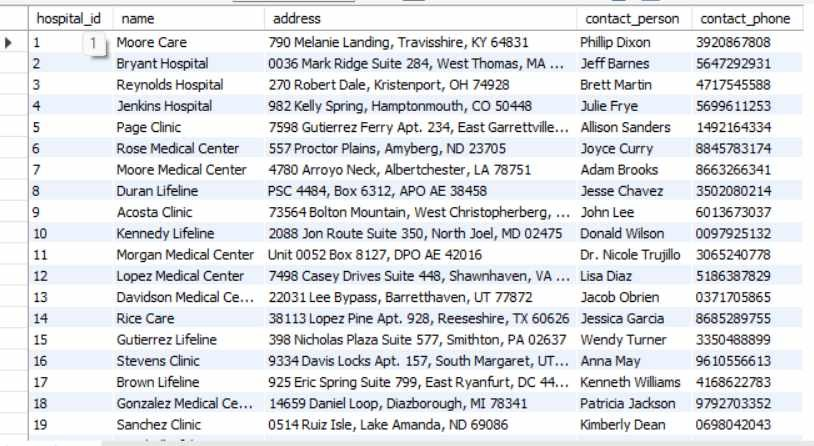 hospital_id name address contact_person contact_phone
1 1 Moore Care 790 Melanie Landing, Travisshire, KY 64831 Phillip Dixon 3920867808
2 Bryant Hospital 0036 Mark Ridge Suite 284, West Thomas, MA ... Jeff Barnes 5647292931
3 Reynolds Hospital 270 Robert Dale, Kristenport, OH 74928 Brett Martin 4717545588
4 Jenkins Hospital 982 Kelly Spring, Hamptonmouth, CO 50448 Julie Frye 5699611253
5 Page Clinic 7598 Gutierrez Ferry Apt. 234, East Garrettville... Allison Sanders 1492164334
6 Rose Medical Center 557 Proctor Plains, Amyberg, ND 23705 Joyce Curry 8845783174
7 Moore Medical Center 4780 Arroyo Neck, Albertchester, LA 78751 Adam Brooks 8663266341
8 Duran Lifeline PSC 4484, Box 6312, APO AE 38458 Jesse Chavez 3502080214
9 Acosta Clinic 73564 Bolton Mountain, West Christopherberg, ... John Lee 6013673037
10 Kennedy Lifeline 2088 Jon Route Suite 350, North Joel, MD 02475 Donald Wilson 0097925132
11 Morgan Medical Center Unit 0052 Box 8127, DPO AE 42016 Dr. Nicole Trujillo 3065240778
12 Lopez Medical Center 7498 Casey Drives Suite 448, Shawnhaven, VA ... Lisa Diaz 5186387829
13 Davidson Medical Ce... 22031 Lee Bypass, Barretthaven, UT 77872 Jacob Obrien 0371705865
14 Rice Care 38113 Lopez Pine Apt. 928, Reeseshire, TX 60626 Jessica Garcia 8685289755
15 Gutierrez Lifeline 398 Nicholas Plaza Suite 577, Smithton, PA 02637 Wendy Turner 3350488899
16 Stevens Clinic 9334 Davis Locks Apt. 157, South Margaret, UT... Anna May 9610556613
17 Brown Lifeline 925 Eric Spring Suite 799, East Ryanfurt, DC 44... Kenneth Williams 4168622783
18 Gonzalez Medical Ce... 14659 Daniel Loop, Diazborough, MI 78341 Patricia Jackson 9792703352
19 Sanchez Clinic 0514 Ruiz Isle, Lake Amanda, ND 69086 Kimberly Dean 0698042043